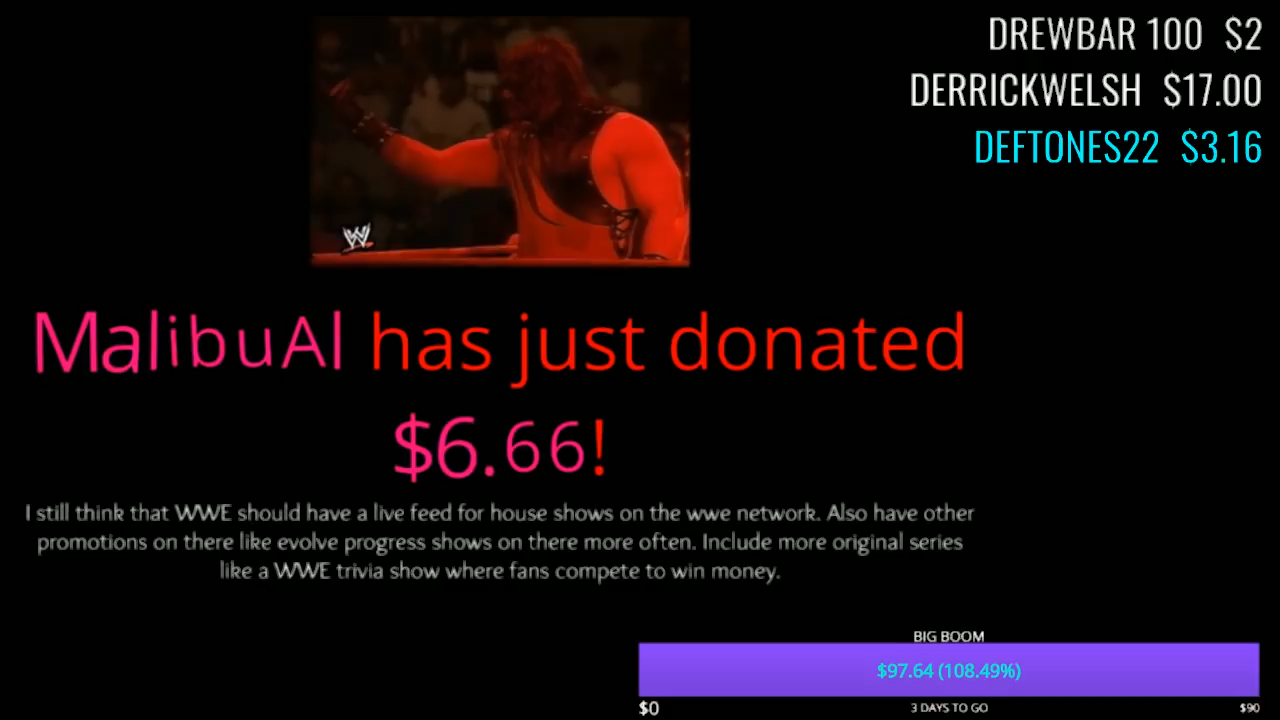 DREWBAR 100 $2
DERRICKWELSH $17.00
DEFTONES22 $3.16
W
MalibuAl has just donated
$6.66!
I still think that WWE should have a live feed for house shows on the wwe network. Also have other
promotions on there like evolve progress shows on there more often. Include more original series
like a WWE trivia show where fans compete to win money.
BIG BOOM
$97.64 (108.49%)
$0 3 DAYS TO GO $90